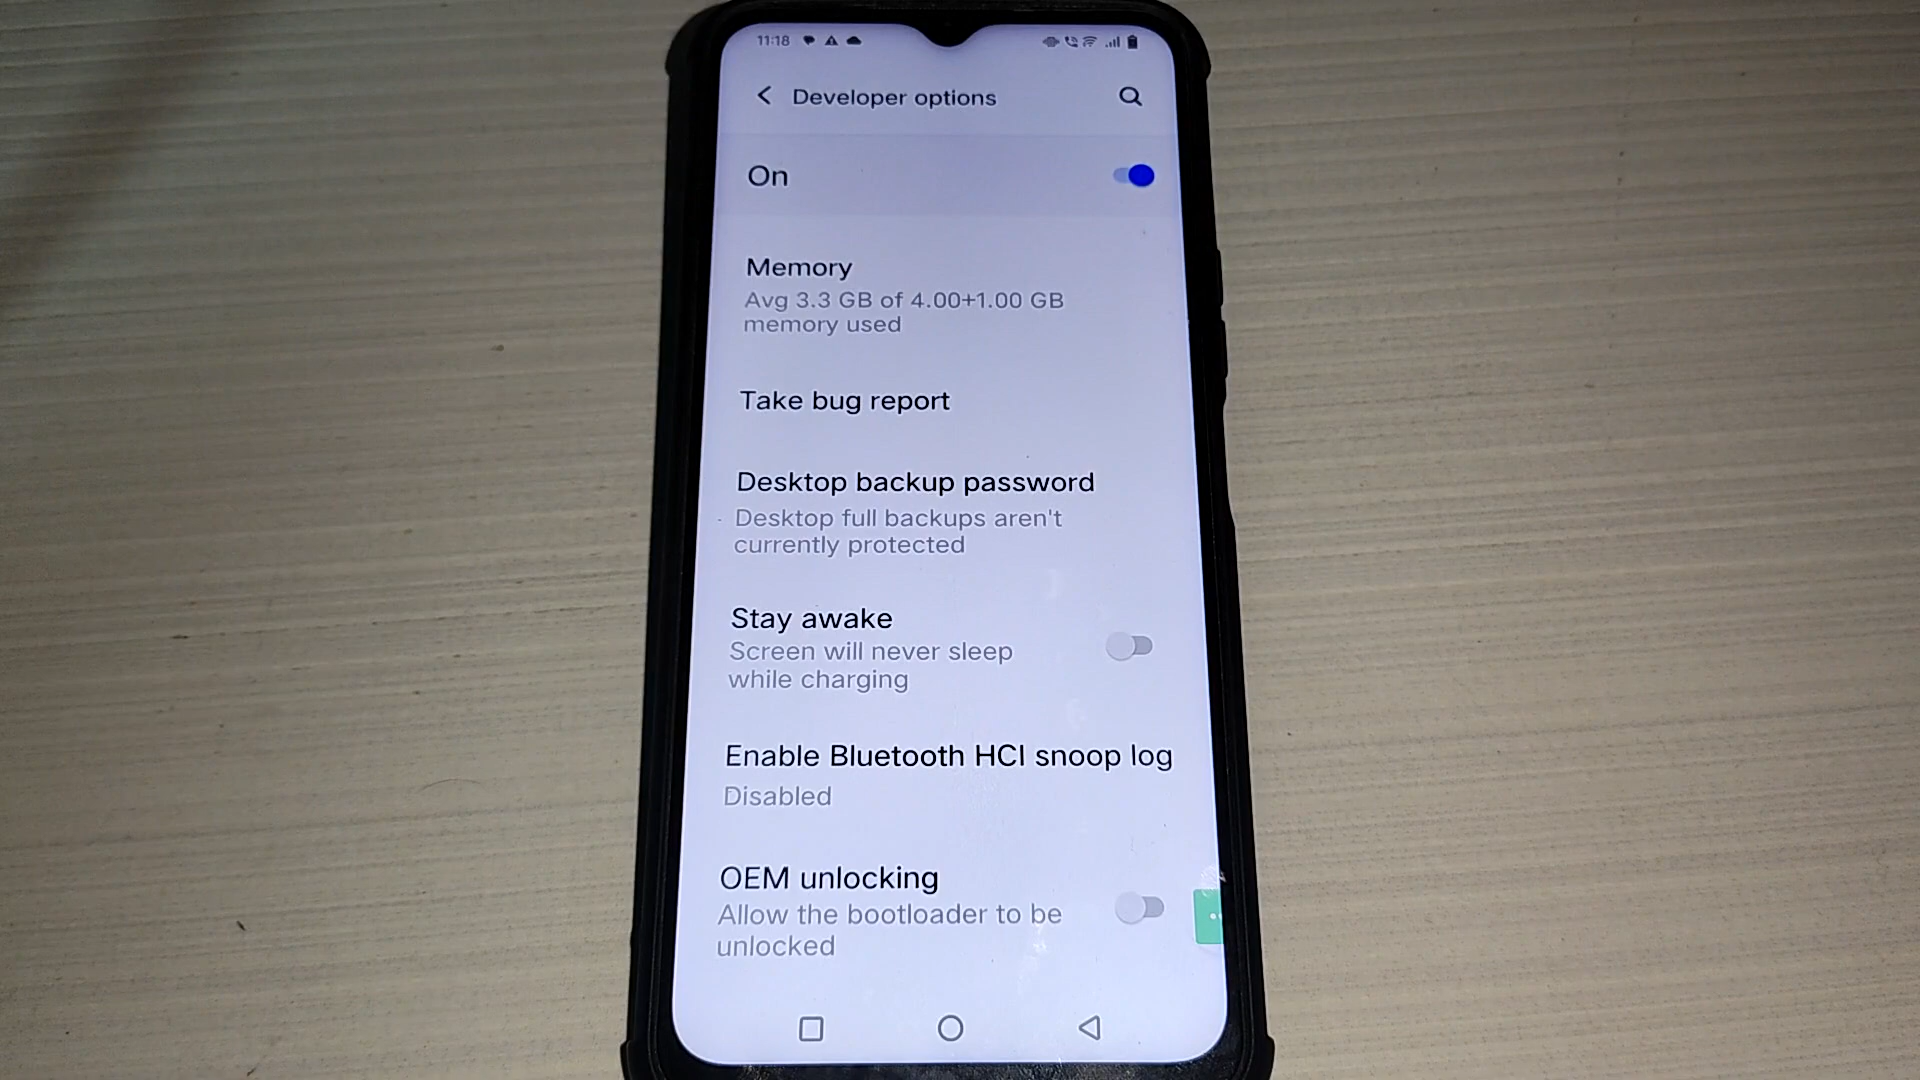 11:18
Developer options
On
Memory
Avg 3.3 GB of 4.00+1.00 GB
memory used
Take bug report
Desktop backup password
Desktop full backups aren't
currently protected
Stay awake
Screen will never sleep
while charging
Enable Bluetooth HCI snoop log
Disabled
OEM unlocking
Allow the bootloader to be
unlocked